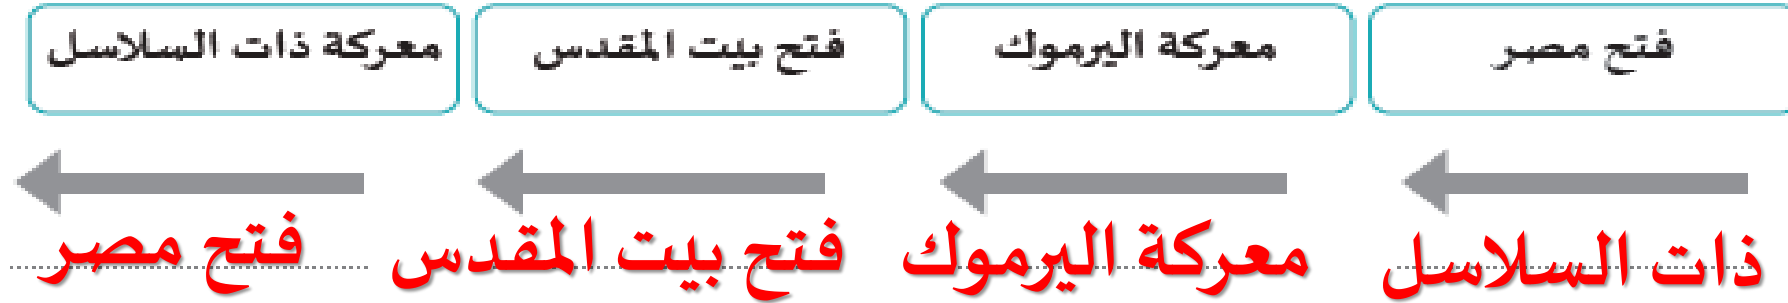 فتح مصر
معركة اليرموك
فتح بيت المقدس
معركة ذات السلاسل
ذات السلاسل
معركة اليرموك
فتح بيت المقدس
فتح مصر